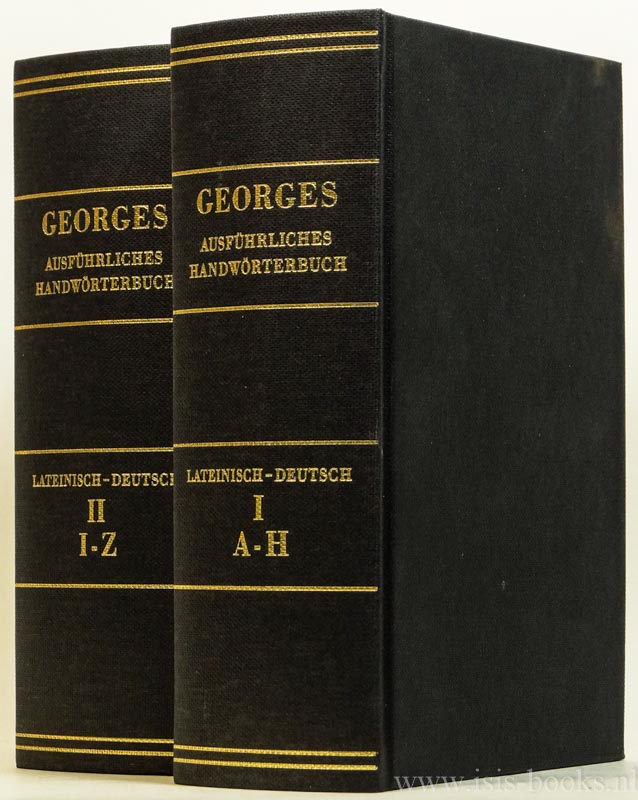 GEORGES
AUSFÜHRLICHES
HANDWÖRTERBUCH
LATEINISCH-DEUTSCH
II
I-Z
GEORGES
AUSFÜHRLICHES
HANDWÖRTERBUCH
LATEINISCH-DEUTSCH
I
A-H
www.isis-books.nl